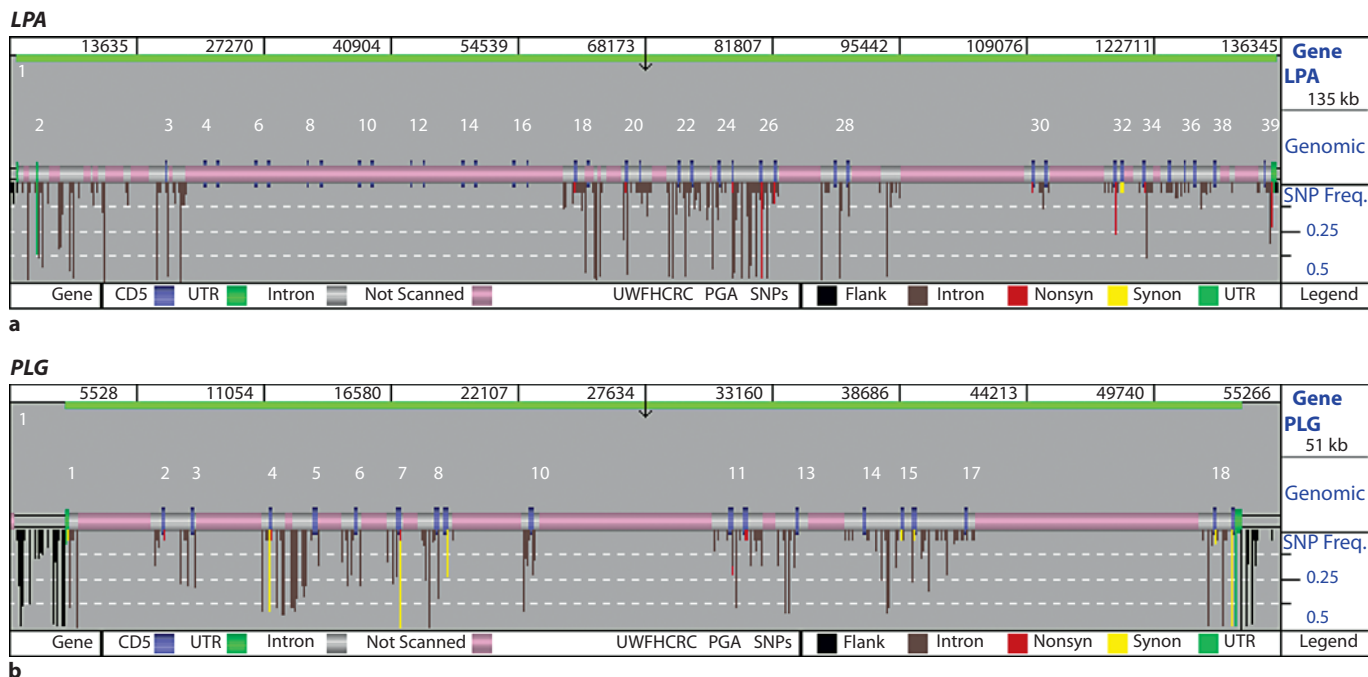 LPA
13635 27270 40904 54539 68173 81807 95442 109076 122711 136345
Gene
LPA
135 kb
1
2 3 4 6 8 10 12 14 16 18 20 22 24 26 28 30 32 34 36 38 39
Genomic
SNP Freq.
0.25
0.5
Gene CD5 UTR Intron Not Scanned UWFHCRC PGA SNPs Flank Intron Nonsyn Synon UTR Legend
a
PLG
5528 11054 16580 22107 27634 33160 38686 44213 49740 55266
Gene
PLG
51 kb
1
1 2 3 4 5 6 7 8 10 11 13 14 15 17 18
Genomic
SNP Freq.
0.25
0.5
Gene CD5 UTR Intron Not Scanned UWFHCRC PGA SNPs Flank Intron Nonsyn Synon UTR Legend
b